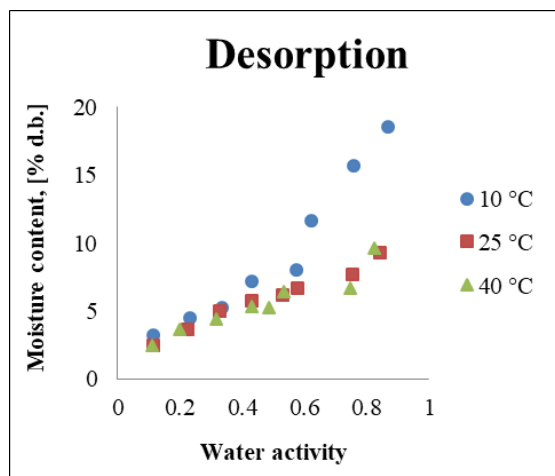 Desorption
Moisture content, [% d.b.]
20
15
10
5
0
0
0.2
0.4
0.6
0.8
1
Water activity
10 °C
25 °C
40 °C